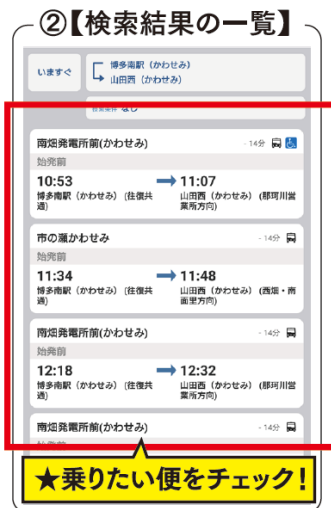 ②【検索結果の一覧】
いますぐ
博多南駅（かわせみ）
山田西（かわせみ）
なし
南畑発電所前(かわせみ)
- 14分
始発前
10:53
11:07
博多南駅（かわせみ）（往復共
通）
山田西（かわせみ）（那珂川営
業所方向）
市の瀬かわせみ
- 14分
始発前
11:34
11:48
博多南駅（かわせみ）（往復共
通）
山田西（かわせみ）（西畑・南
面里方向）
南畑発電所前(かわせみ)
- 14分
始発前
12:18
12:32
博多南駅（かわせみ）（往復共
通）
山田西（かわせみ）（那珂川営
業所方向）
南畑発電所前(かわせみ)
- 14分
★乗りたい便をチェック！